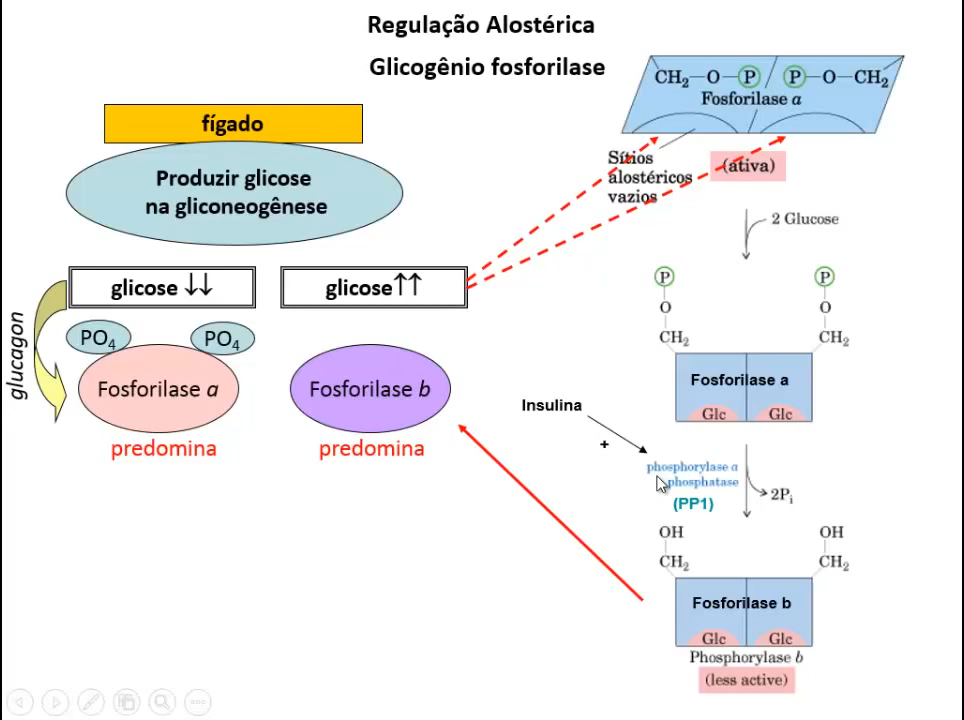 Regulação Alostérica
Glicogênio fosforilase
fígado
Produzir glicose
na gliconeogênese
glicose ↓↓
glicose↑↑
glucagon
PO4
PO4
Fosforilase a
Fosforilase b
predomina
predomina
CH2—O—P
P—O—CH2
Fosforilase a
Sítios
alostéricos
vazios
(ativa)
2 Glucose
P
P
O
O
CH2
CH2
Fosforilase a
Glc
Glc
Insulina
+
phosphorylase a
phosphatase
(PP1)
2Pi
OH
OH
CH2
CH2
Fosforilase b
Glc
Glc
Phosphorylase b
(less active)